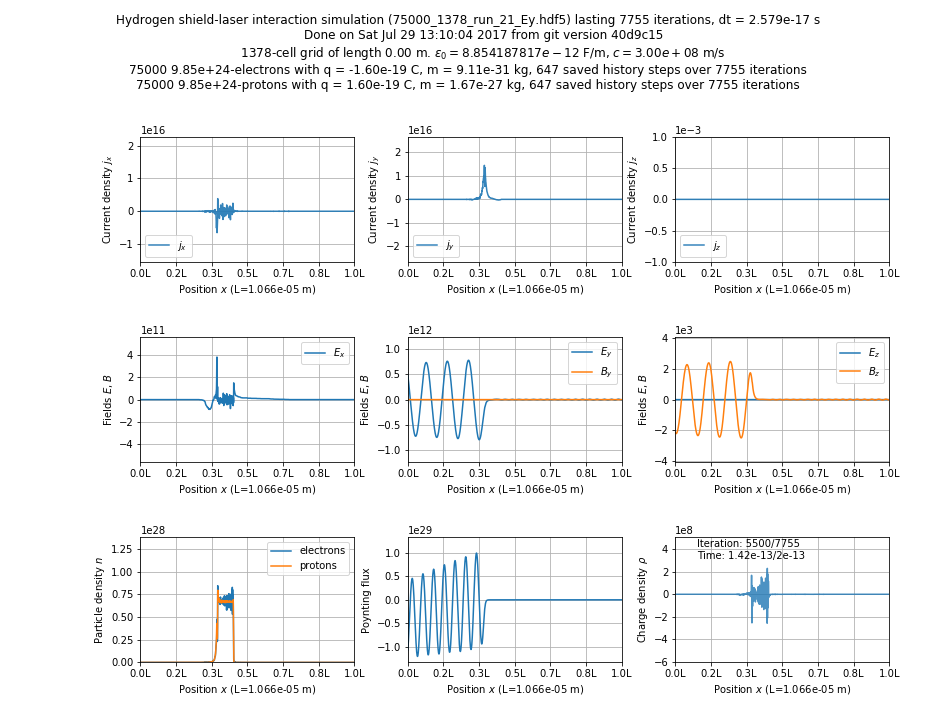 Hydrogen shield-laser interaction simulation (75000_1378_run_21_Ey.hdf5) lasting 7755 iterations, dt = 2.579e-17 s
Done on Sat Jul 29 13:10:04 2017 from git version 40d9c15
1378-cell grid of length 0.00 m. ε₀ = 8.854187817e − 12 F/m, c = 3.00e + 08 m/s
75000 9.85e+24-electrons with q = -1.60e-19 C, m = 9.11e-31 kg, 647 saved history steps over 7755 iterations
75000 9.85e+24-protons with q = 1.60e-19 C, m = 1.67e-27 kg, 647 saved history steps over 7755 iterations
1e16
Current density jₓ
2
1
0
−1
jₓ
0.0L 0.2L 0.3L 0.5L 0.7L 0.8L 1.0L
Position x (L=1.066e-05 m)
1e16
Current density j_y
2
1
0
−1
−2
j_y
0.0L 0.2L 0.3L 0.5L 0.7L 0.8L 1.0L
Position x (L=1.066e-05 m)
1e−3
Current density j_z
1.0
0.5
0.0
−0.5
−1.0
j_z
0.0L 0.2L 0.3L 0.5L 0.7L 0.8L 1.0L
Position x (L=1.066e-05 m)
1e11
Fields E, B
4
2
0
−2
−4
Eₓ
0.0L 0.2L 0.3L 0.5L 0.7L 0.8L 1.0L
Position x (L=1.066e-05 m)
1e12
Fields E, B
1.0
0.5
0.0
−0.5
−1.0
E_y
B_y
0.0L 0.2L 0.3L 0.5L 0.7L 0.8L 1.0L
Position x (L=1.066e-05 m)
1e3
Fields E, B
4
2
0
−2
−4
E_z
B_z
0.0L 0.2L 0.3L 0.5L 0.7L 0.8L 1.0L
Position x (L=1.066e-05 m)
1e28
Particle density n
1.25
1.00
0.75
0.50
0.25
0.00
electrons
protons
0.0L 0.2L 0.3L 0.5L 0.7L 0.8L 1.0L
Position x (L=1.066e-05 m)
1e29
Poynting flux
1.0
0.5
0.0
−0.5
−1.0
0.0L 0.2L 0.3L 0.5L 0.7L 0.8L 1.0L
Position x (L=1.066e-05 m)
1e8
Charge density ρ
4
2
0
−2
−4
−6
Iteration: 5500/7755
Time: 1.42e-13/2e-13
0.0L 0.2L 0.3L 0.5L 0.7L 0.8L 1.0L
Position x (L=1.066e-05 m)